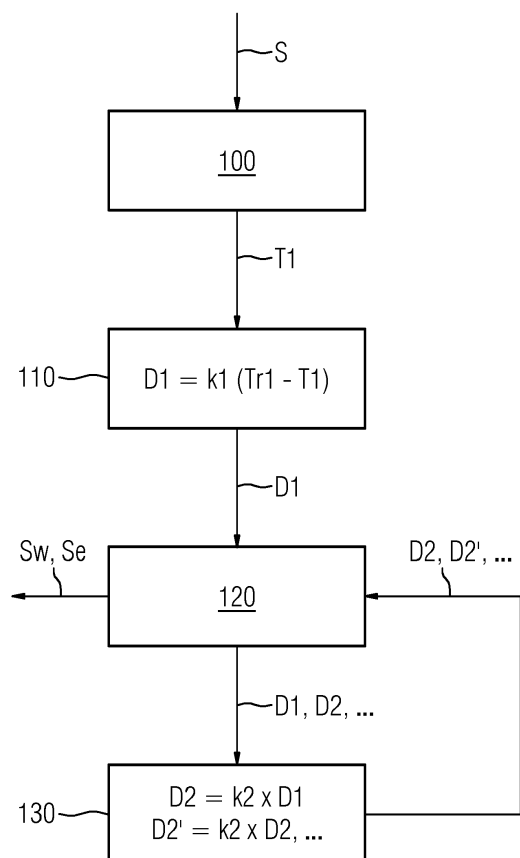 S
100
T1
110
D1 = k1 (Tr1 - T1)
D1
Sw, Se
D2, D2', ...
120
D1, D2, ...
130
D2 = k2 x D1
D2' = k2 x D2, ...